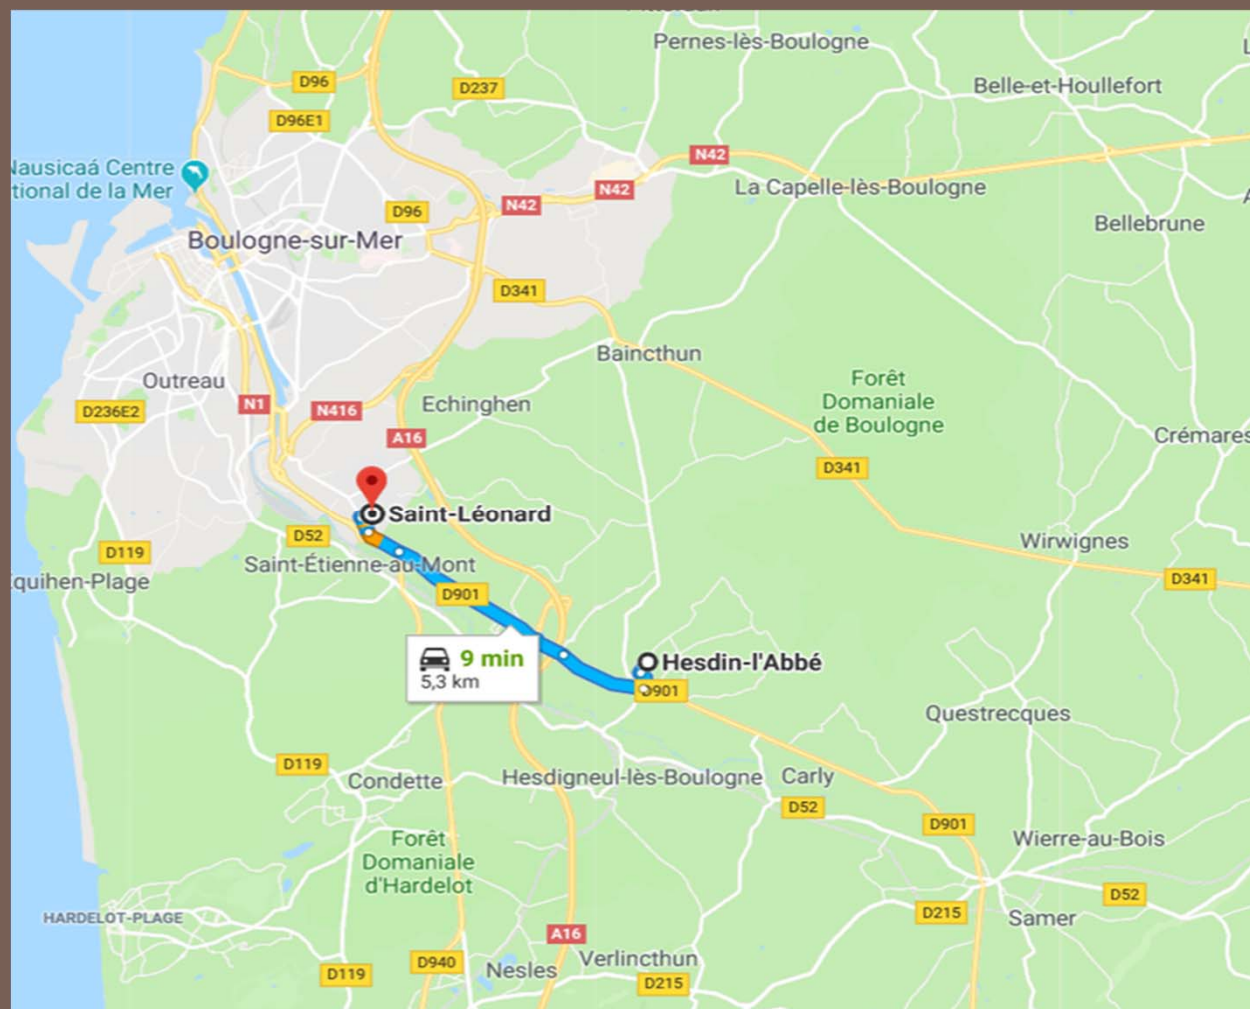 Pernes-lès-Boulogne
Belle-et-Houllefort
D96
D237
D96E1
N42
Nausicaá Centre
tional de la Mer
N42
La Capelle-lès-Boulogne
D96
N42
Bellebrune
Boulogne-sur-Mer
D341
Baincthun
Outreau
Forêt
Domaniale
de Boulogne
D236E2
N1
N416
Echinghen
A16
Crémares
D341
Saint-Léonard
D52
Wirwignes
D119
Saint-Étienne-au-Mont
Equihen-Plage
D341
D901
9 min
5,3 km
Hesdin-l'Abbé
D901
Questrecques
D119
Condette
Hesdigneul-lès-Boulogne
Carly
D52
D901
Forêt
Domaniale
d'Hardelot
Wierre-au-Bois
D52
HARDELOT-PLAGE
D215
Samer
A16
D119
D940
Nesles
Verlincthun
D215